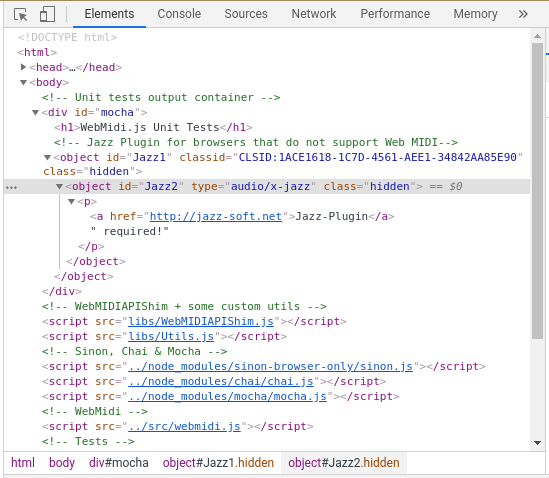 Elements Console Sources Network Performance Memory »
<!DOCTYPE html>
<html>
<head>…</head>
<body>
<!-- Unit tests output container -->
<div id="mocha">
<h1>WebMidi.js Unit Tests</h1>
<!-- Jazz Plugin for browsers that do not support Web MIDI-->
<object id="Jazz1" classid="CLSID:1ACE1618-1C7D-4561-AEE1-34842AA85E90"
class="hidden">
… <object id="Jazz2" type="audio/x-jazz" class="hidden"> == $0
<p>
<a href="http://jazz-soft.net">Jazz-Plugin</a>
" required!"
</p>
</object>
</object>
</div>
<!-- WebMIDIAPIShim + some custom utils -->
<script src="libs/WebMIDIAPIShim.js"></script>
<script src="libs/Utils.js"></script>
<!-- Sinon, Chai & Mocha -->
<script src="../node_modules/sinon-browser-only/sinon.js"></script>
<script src="../node_modules/chai/chai.js"></script>
<script src="../node_modules/mocha/mocha.js"></script>
<!-- WebMidi -->
<script src="../src/webmidi.js"></script>
<!-- Tests -->
html body div#mocha object#Jazz1.hidden object#Jazz2.hidden